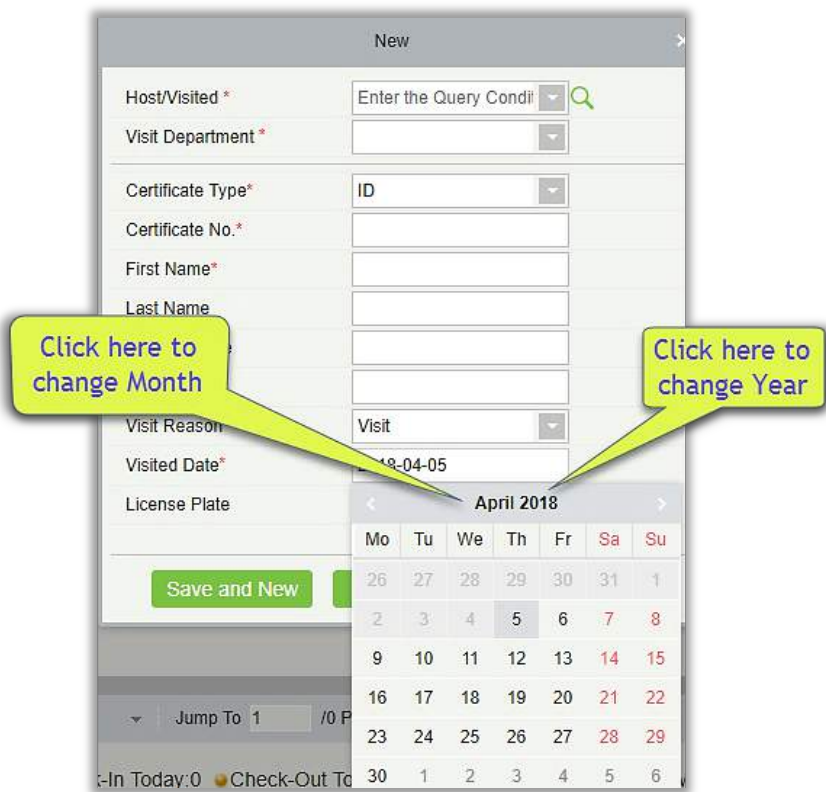 New
Host/Visited *
Enter the Query Condit
Visit Department *
Certificate Type*
ID
Certificate No.*
First Name*
Last Name
Click here to
change Month
Click here to
change Year
Visit Reason
Visit
Visited Date*
18-04-05
License Plate
April 2018
Mo Tu We Th Fr Sa Su
26 27 28 29 30 31 1
2 3 4 5 6 7 8
Save and New
9 10 11 12 13 14 15
16 17 18 19 20 21 22
Jump To 1 /0 P
23 24 25 26 27 28 29
30 1 2 3 4 5 6
-In Today:0 Check-Out To